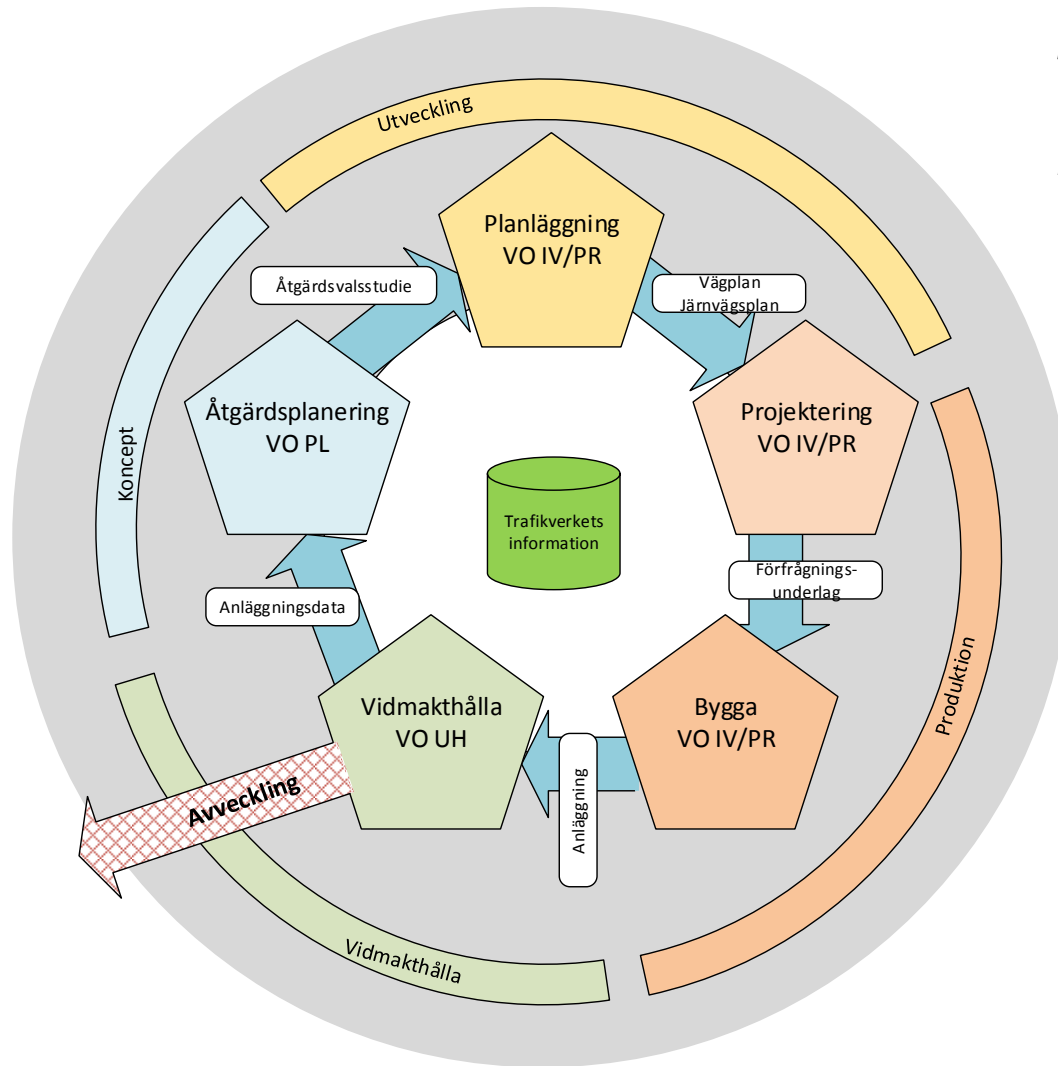 Utveckling
Planläggning
VO IV/PR
Åtgärdsvalsstudie
Vägplan
Järnvägsplan
Åtgärdsplanering
VO PL
Projektering
VO IV/PR
Koncept
Trafikverkets
information
Förfrågnings-
underlag
Anläggningsdata
Produktion
Vidmakthålla
VO UH
Bygga
VO IV/PR
Avveckling
Anläggning
Vidmakthålla